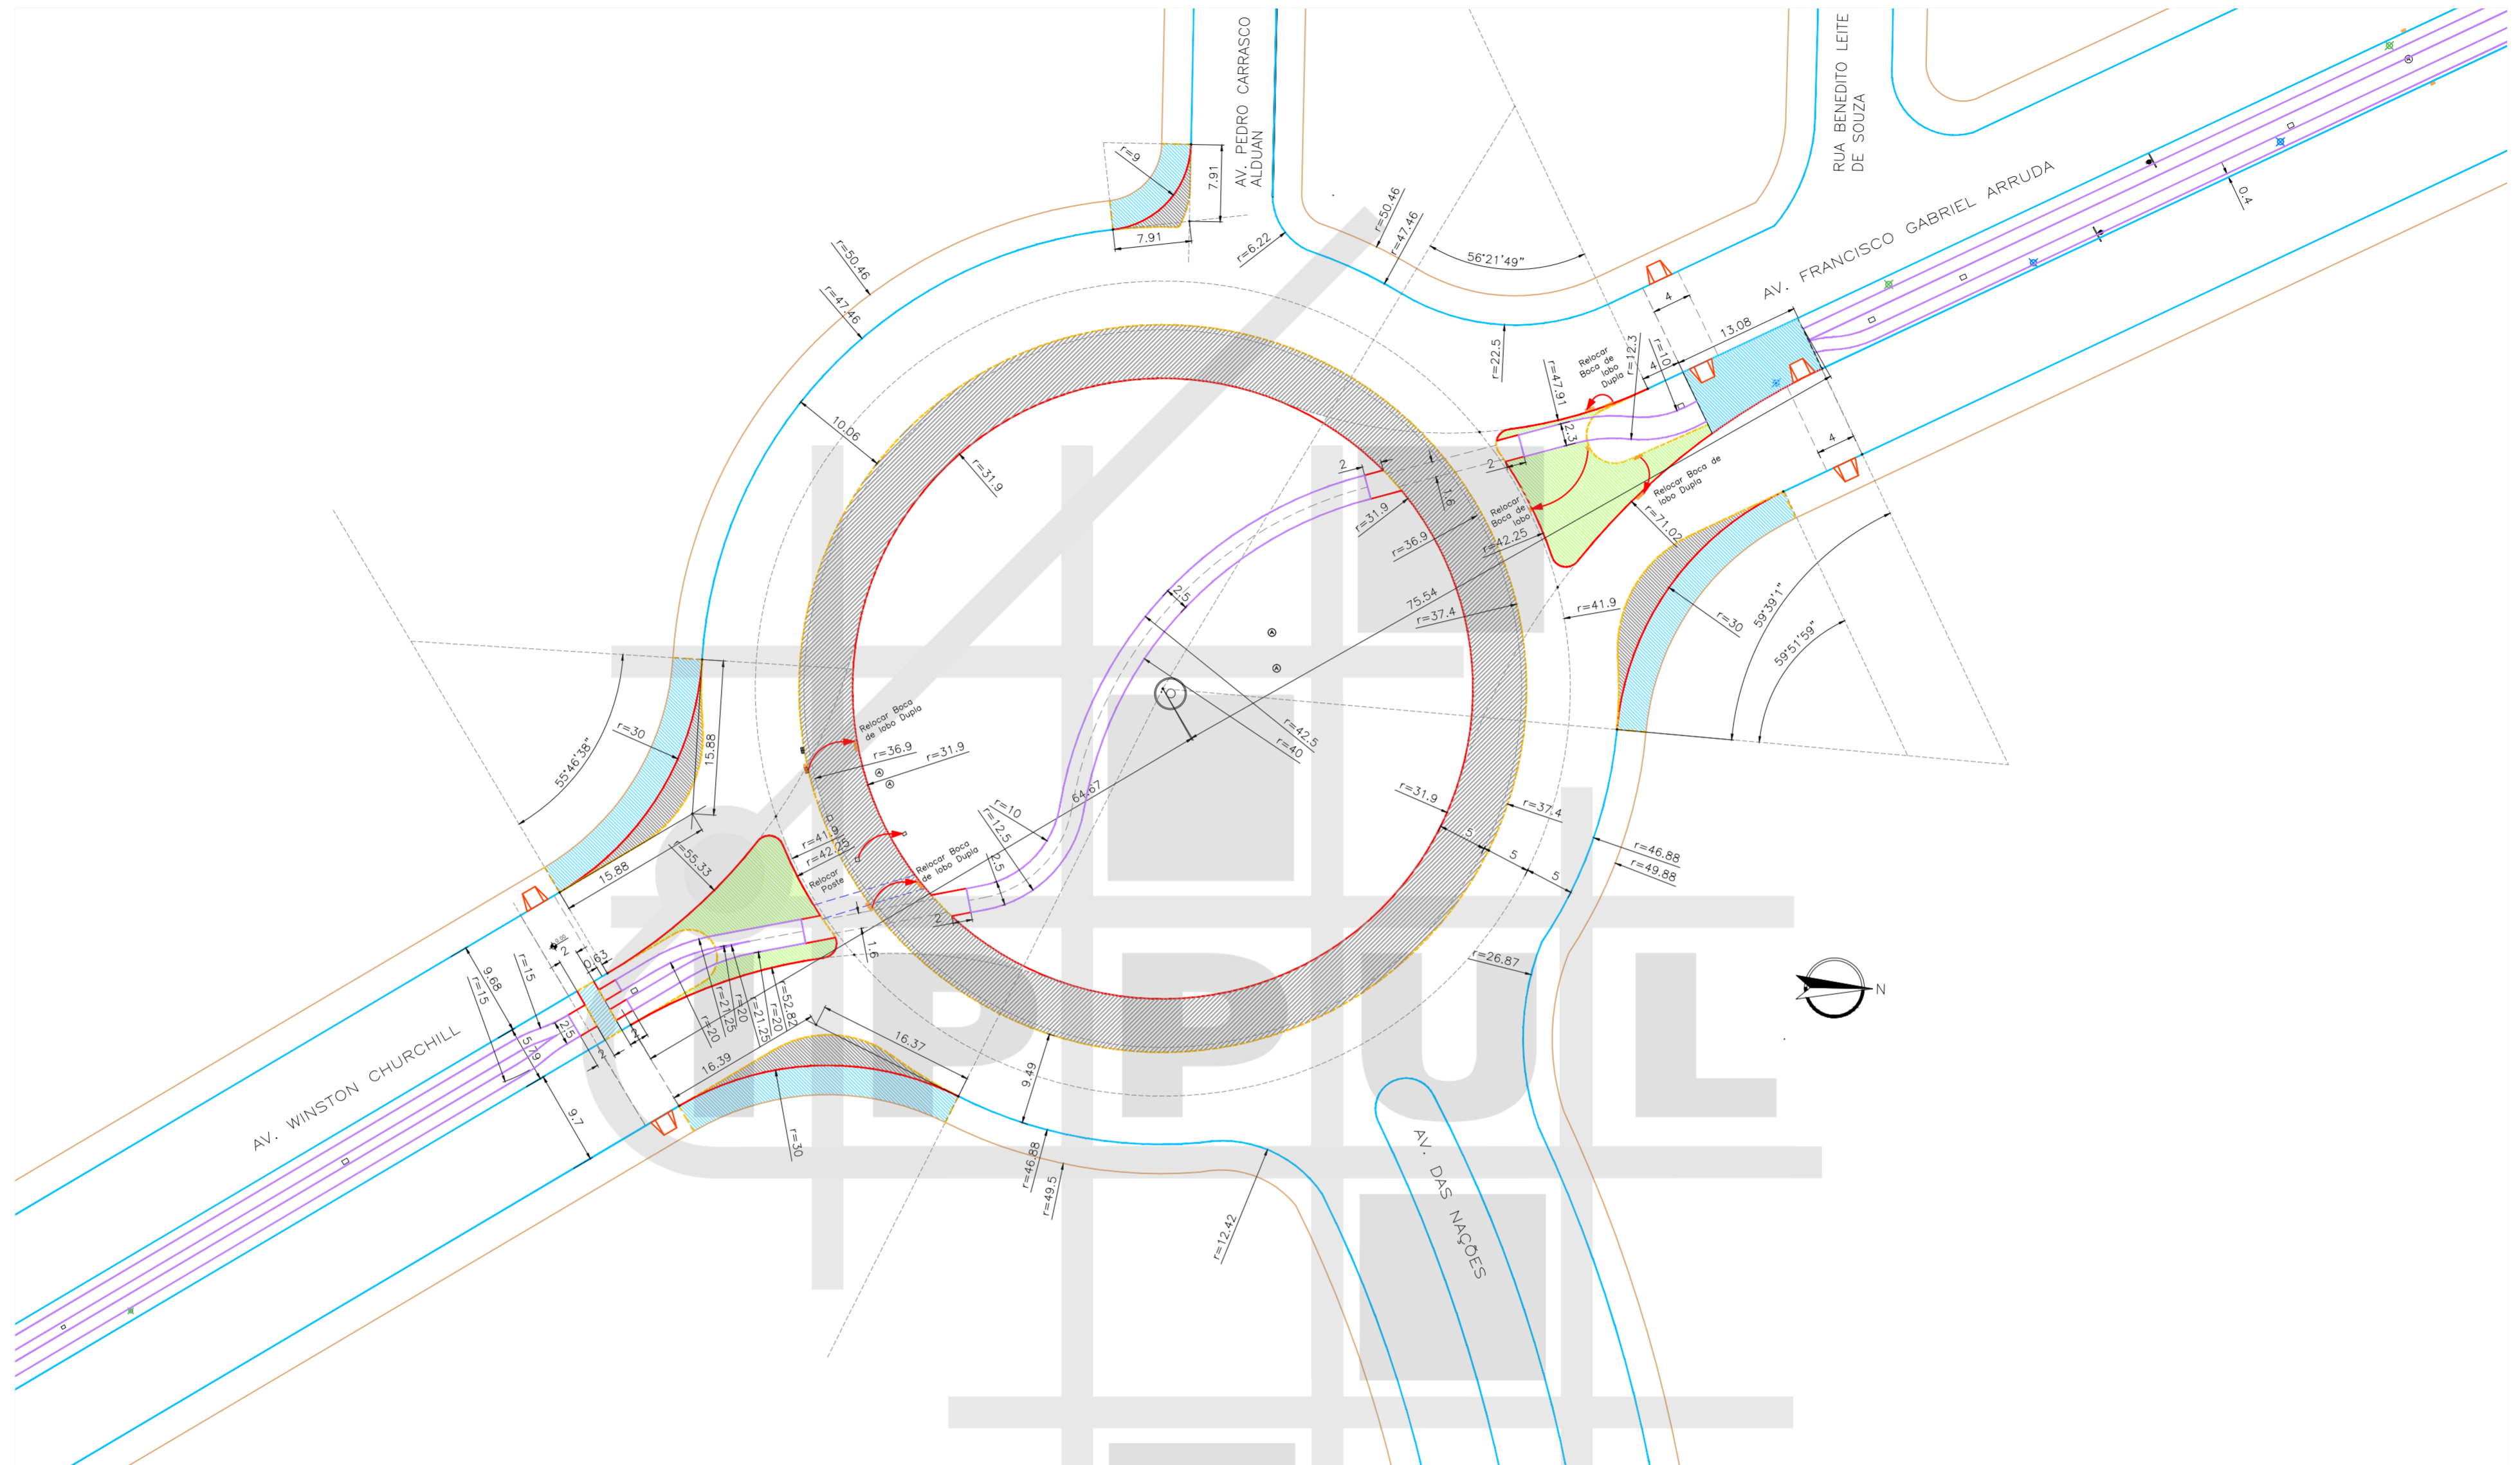 AV. PEDRO CARRASCO
ALDUAN
RUA BENEDITO LEITE
DE SOUZA
AV. FRANCISCO GABRIEL ARRUDA
r=9
7.91
7.91
r=50.46
r=47.46
r=6.22
r=50.46
r=47.46
56°21'49"
4
13.08
0.4
r=22.5
r=47.91
Relocar
Boca de
lobo
Dupla
r=12.3
4
r=10
2.3
2
10.06
r=31.9
2
1.6
r=31.9
r=36.9
Relocar
Boca de
lobo
r=42.25
Relocar Boca de
lobo Dupla
r=71.02
4
75.54
r=37.4
r=41.9
r=30
59°39'1"
59°51'59"
2.5
r=42.5
r=40
55°46'38"
r=30
15.88
15.88
Relocar Boca
de lobo Dupla
r=36.9
r=31.9
64.67
r=10
r=12.5
2.5
r=31.9
r=37.4
5
5
5
r=46.88
r=49.88
r=41.9
r=42.25
r=55.33
Relocar
Poste
Relocar Boca
de lobo Dupla
2
1.6
r=26.87
N
2
0.63
9.68
r=15
r=15
2.5
5.79
2
2
9.7
r=20
r=21.25
r=20
r=21.25
r=20
r=52.82
16.39
16.37
9.49
r=30
r=46.88
r=49.5
r=12.42
AV. WINSTON CHURCHILL
AV. DAS NAÇÕES
IPPUL